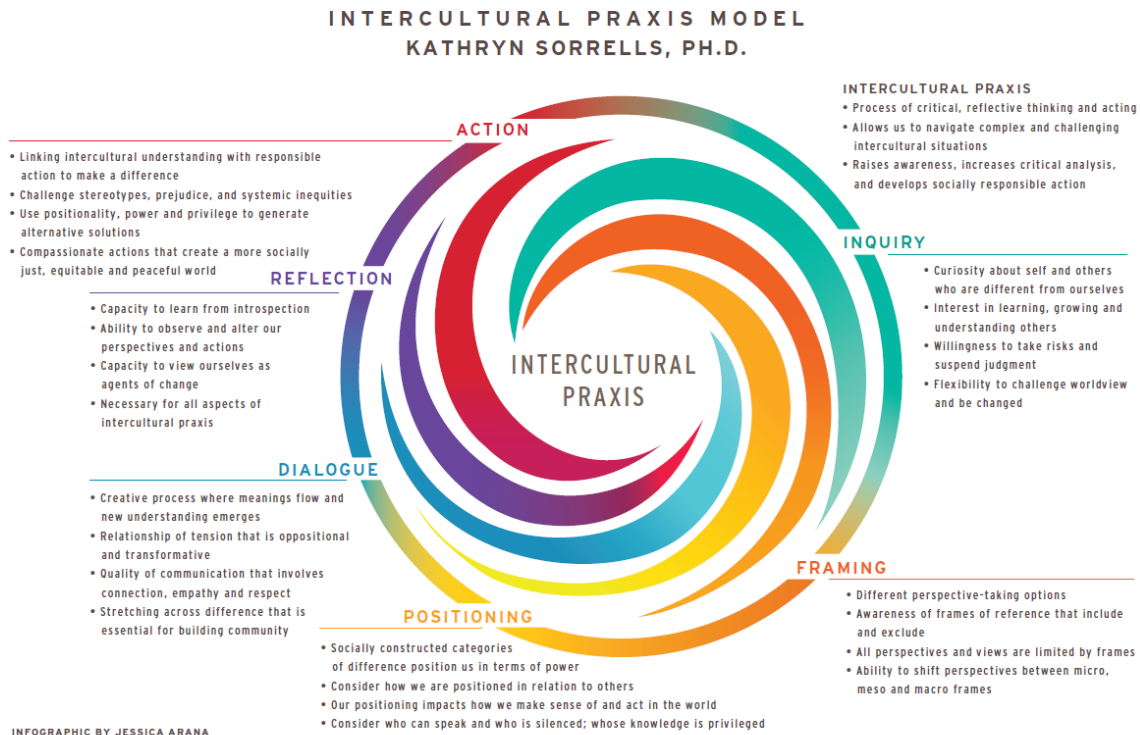 INTERCULTURAL PRAXIS MODEL
KATHRYN SORRELLS, PH.D.
INTERCULTURAL PRAXIS
• Process of critical, reflective thinking and acting
• Allows us to navigate complex and challenging
intercultural situations
• Raises awareness, increases critical analysis,
and develops socially responsible action
INQUIRY
• Curiosity about self and others
who are different from ourselves
• Interest in learning, growing and
understanding others
• Willingness to take risks and
suspend judgment
• Flexibility to challenge worldview
and be changed
FRAMING
• Different perspective-taking options
• Awareness of frames of reference that include
and exclude
• All perspectives and views are limited by frames
• Ability to shift perspectives between micro,
meso and macro frames
POSITIONING
• Socially constructed categories
of difference position us in terms of power
• Consider how we are positioned in relation to others
• Our positioning impacts how we make sense of and act in the world
• Consider who can speak and who is silenced; whose knowledge is privileged
DIALOGUE
• Creative process where meanings flow and
new understanding emerges
• Relationship of tension that is oppositional
and transformative
• Quality of communication that involves
connection, empathy and respect
• Stretching across difference that is
essential for building community
REFLECTION
• Capacity to learn from introspection
• Ability to observe and alter our
perspectives and actions
• Capacity to view ourselves as
agents of change
• Necessary for all aspects of
intercultural praxis
ACTION
• Linking intercultural understanding with responsible
action to make a difference
• Challenge stereotypes, prejudice, and systemic inequities
• Use positionality, power and privilege to generate
alternative solutions
• Compassionate actions that create a more socially
just, equitable and peaceful world
INTERCULTURAL
PRAXIS
INFOGRAPHIC BY JESSICA ARANA